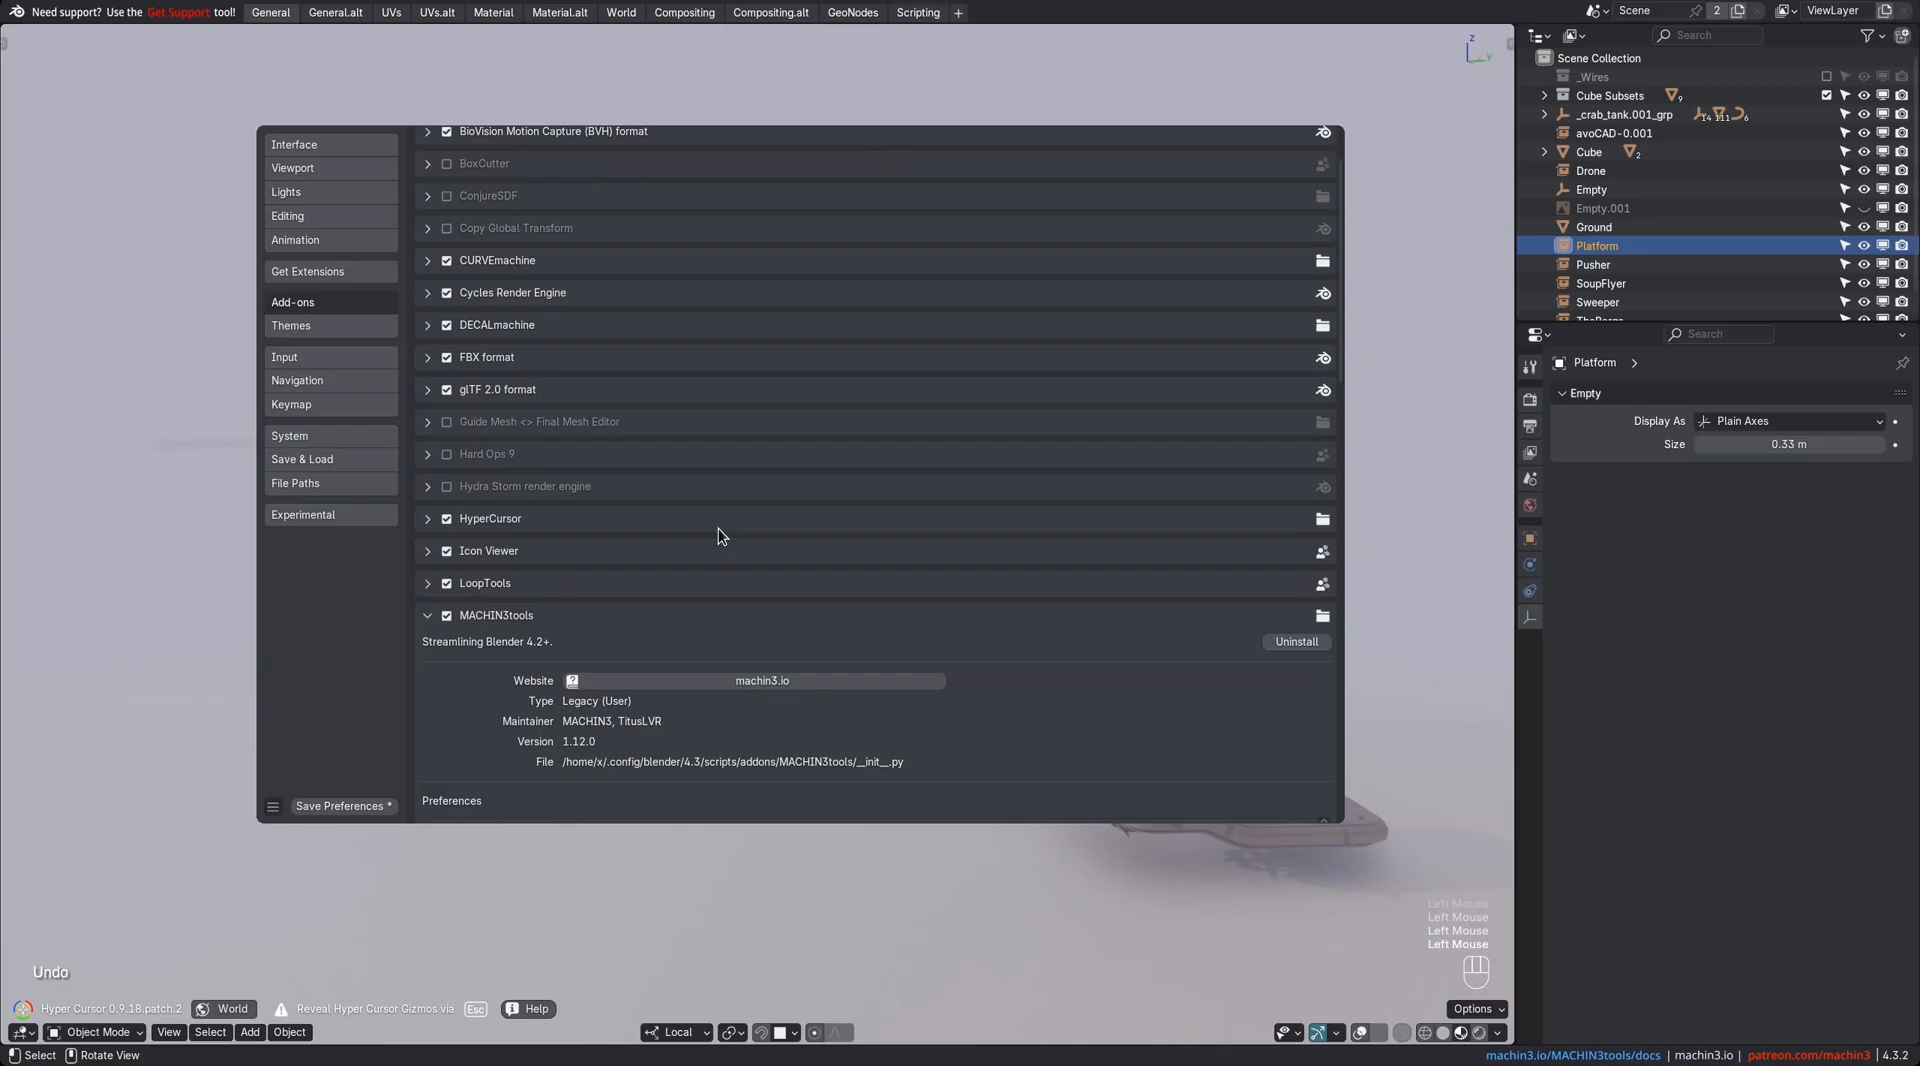 Need support? Use the Get Support tool!
General
General.alt
UVs
UVs.alt
Material
Material.alt
World
Compositing
Compositing.alt
GeoNodes
Scripting
Scene
2
ViewLayer
Search
Scene Collection
_Wires
Cube Subsets
9
_crab_tank.001_grp
14
111
6
avoCAD-0.001
Cube
2
Drone
Empty
Empty.001
Ground
Platform
Pusher
SoupFlyer
Sweeper
Search
Platform
Empty
Display As
Plain Axes
Size
0.33 m
z
y
Interface
Viewport
Lights
Editing
Animation
Get Extensions
Add-ons
Themes
Input
Navigation
Keymap
System
Save & Load
File Paths
Experimental
Save Preferences *
BioVision Motion Capture (BVH) format
BoxCutter
ConjureSDF
Copy Global Transform
CURVEmachine
Cycles Render Engine
DECALmachine
FBX format
glTF 2.0 format
Guide Mesh <> Final Mesh Editor
Hard Ops 9
Hydra Storm render engine
HyperCursor
Icon Viewer
LoopTools
MACHIN3tools
Streamlining Blender 4.2+.
Uninstall
Website
machin3.io
Type Legacy (User)
Maintainer MACHIN3, TitusLVR
Version 1.12.0
File /home/x/.config/blender/4.3/scripts/addons/MACHIN3tools/__init__.py
Preferences
Left Mouse
Left Mouse
Left Mouse
Left Mouse
Undo
Hyper Cursor 0.9.18.patch.2
World
Reveal Hyper Cursor Gizmos via
Esc
Help
Options
Object Mode
View
Select
Add
Object
Local
Select
Rotate View
machin3.io/MACHIN3tools/docs | machin3.io | patreon.com/machin3 | 4.3.2